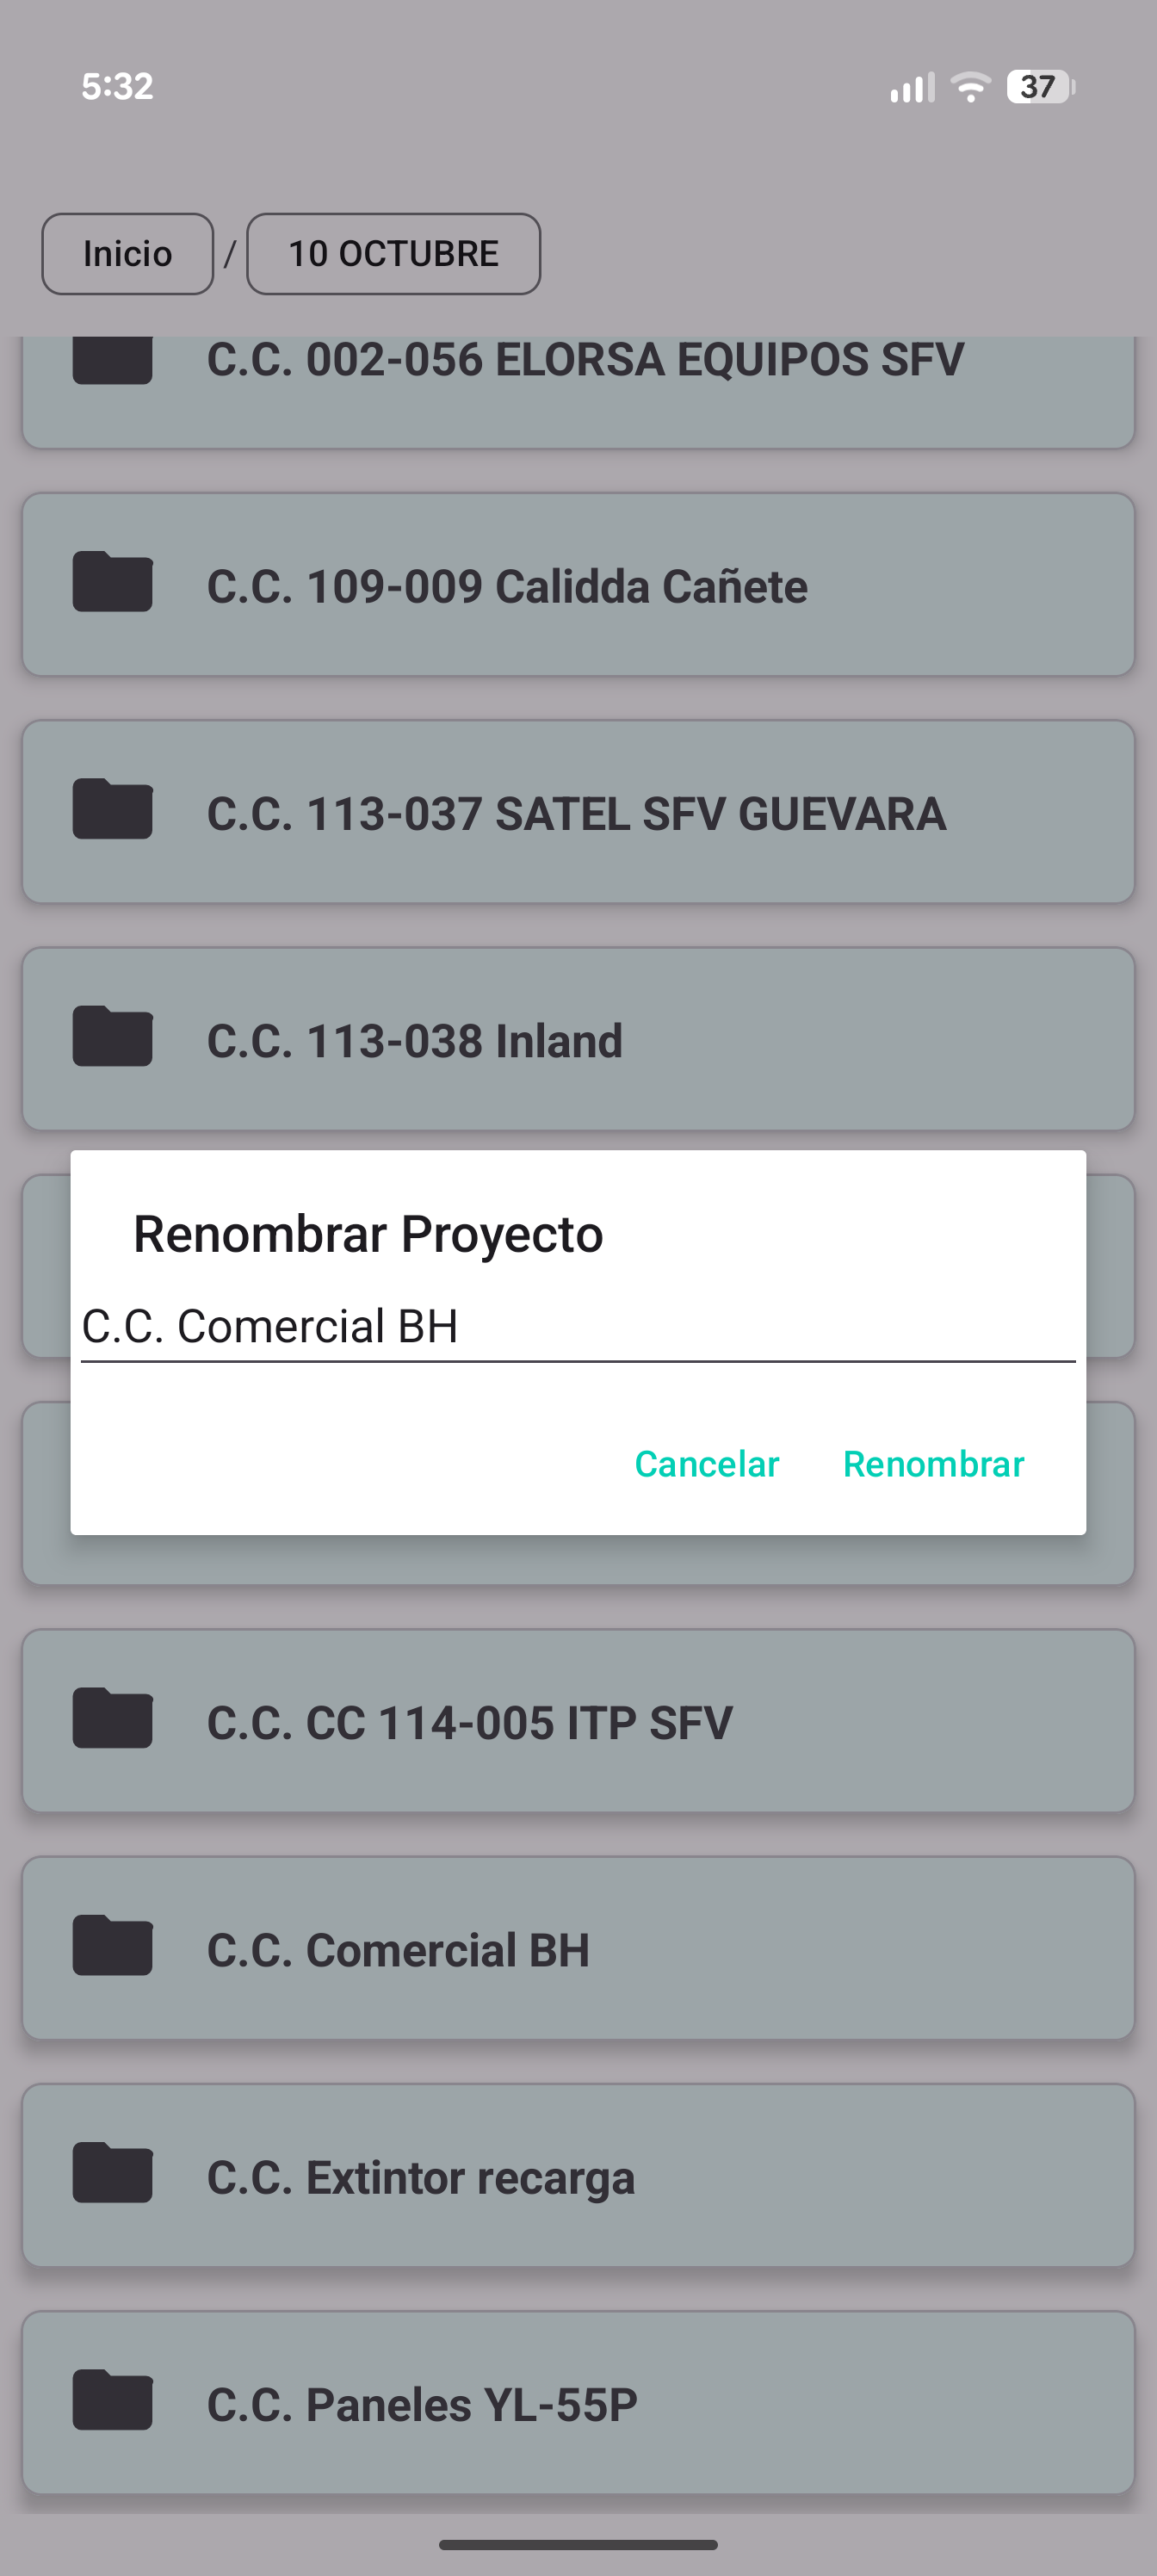 5:32
37
Inicio / 10 OCTUBRE
C.C. 002-056 ELORSA EQUIPOS SFV
C.C. 109-009 Calidda Cañete
C.C. 113-037 SATEL SFV GUEVARA
C.C. 113-038 Inland
Renombrar Proyecto
C.C. Comercial BH
Cancelar Renombrar
C.C. CC 114-005 ITP SFV
C.C. Comercial BH
C.C. Extintor recarga
C.C. Paneles YL-55P